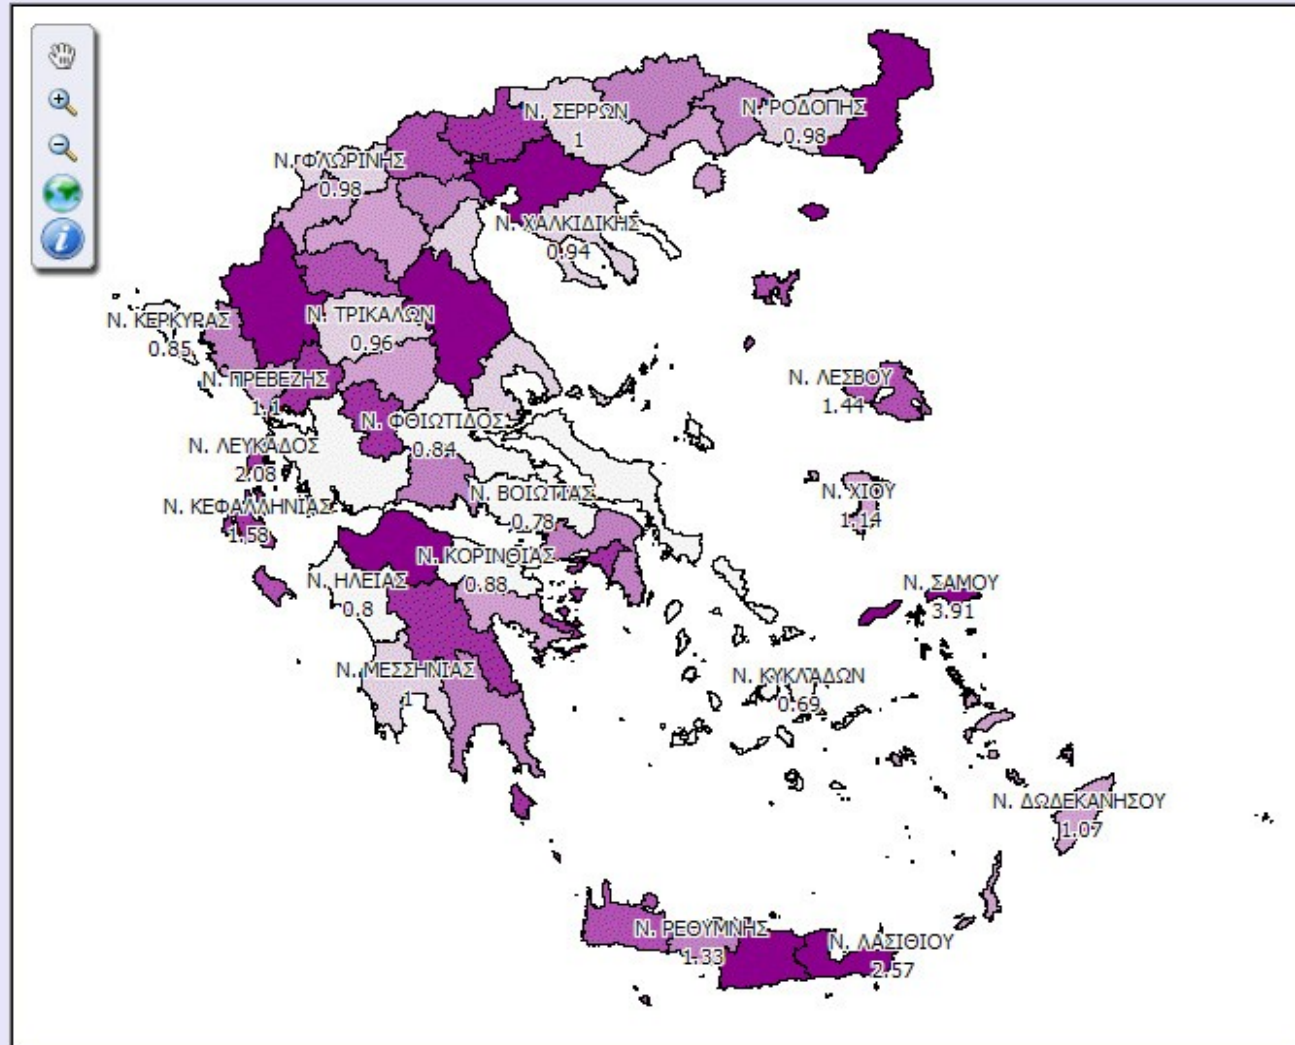 Ν. ΣΕΡΡΩΝ
1
Ν. ΡΟΔΟΠΗΣ
0.98
Ν. ΦΛΩΡΙΝΗΣ
0.98
Ν. ΧΑΛΚΙΔΙΚΗΣ
0.94
Ν. ΚΕΡΚΥΡΑΣ
0.85
Ν. ΤΡΙΚΑΛΩΝ
0.96
Ν. ΠΡΕΒΕΖΗΣ
1.1
Ν. ΛΕΣΒΟΥ
1.44
Ν. ΦΘΙΩΤΙΔΟΣ
0.84
Ν. ΛΕΥΚΑΔΟΣ
2.08
Ν. ΒΟΙΩΤΙΑΣ
0.78
Ν. ΧΙΟΥ
1.14
Ν. ΚΕΦΑΛΛΗΝΙΑΣ
1.58
Ν. ΚΟΡΙΝΘΙΑΣ
0.88
Ν. ΗΛΕΙΑΣ
0.8
Ν. ΣΑΜΟΥ
3.91
Ν. ΜΕΣΣΗΝΙΑΣ
1
Ν. ΚΥΚΛΑΔΩΝ
0.69
Ν. ΔΩΔΕΚΑΝΗΣΟΥ
1.07
Ν. ΡΕΘΥΜΝΗΣ
1.33
Ν. ΛΑΣΙΘΙΟΥ
2.57